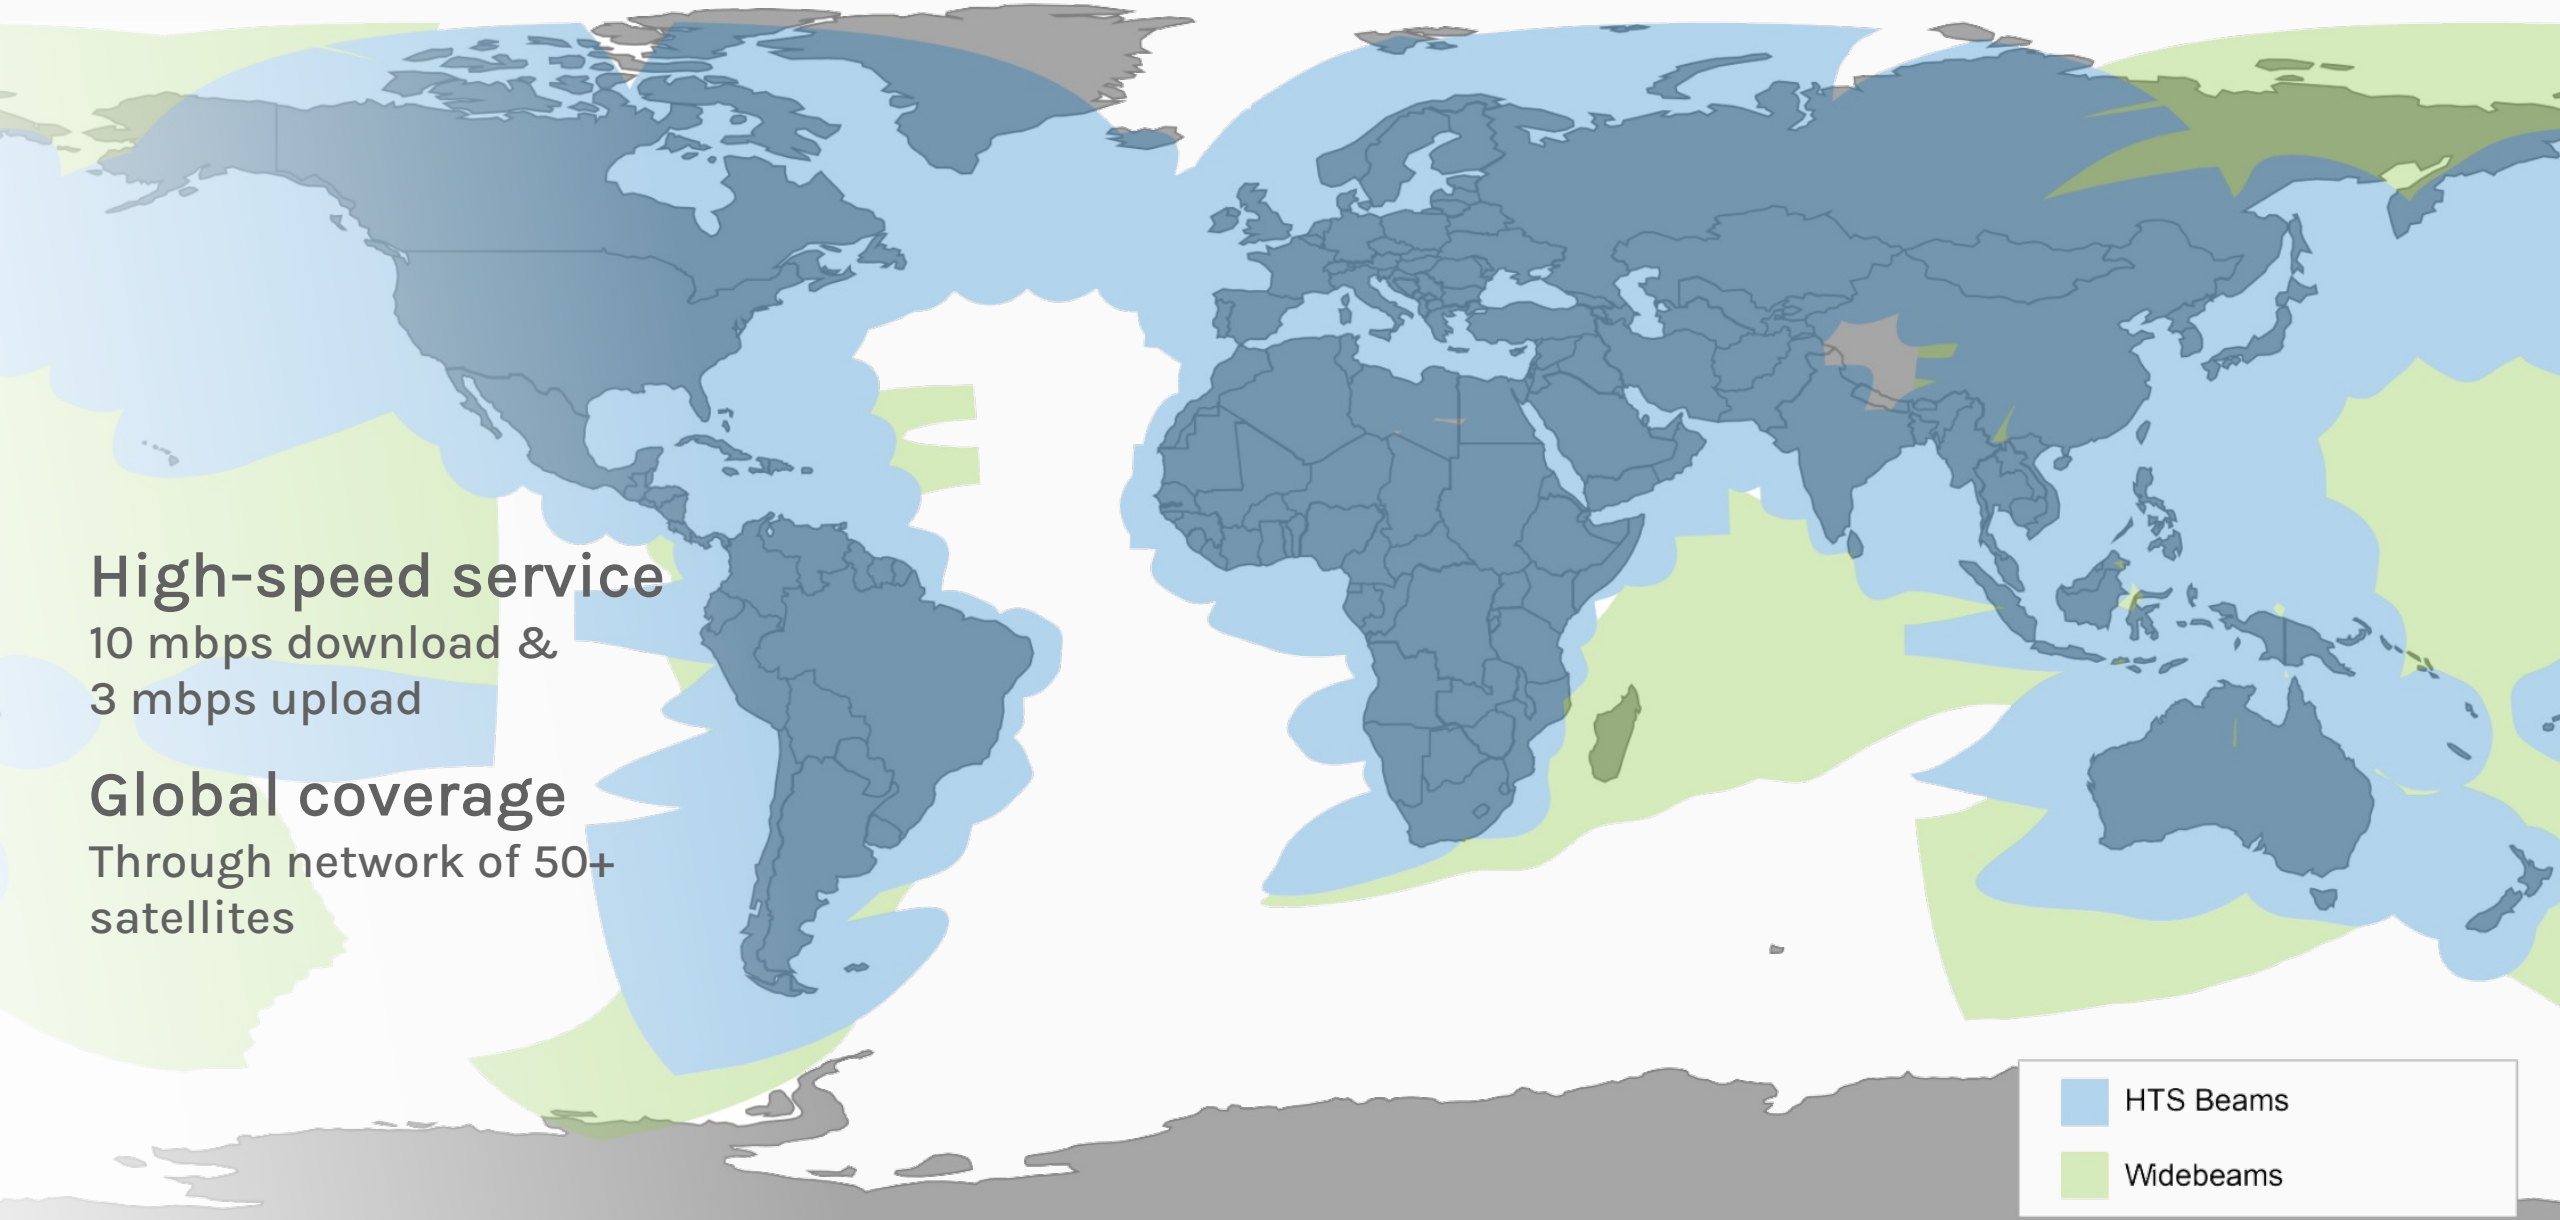 High-speed service
10 mbps download &
3 mbps upload
Global coverage
Through network of 50+
satellites
HTS Beams
Widebeams